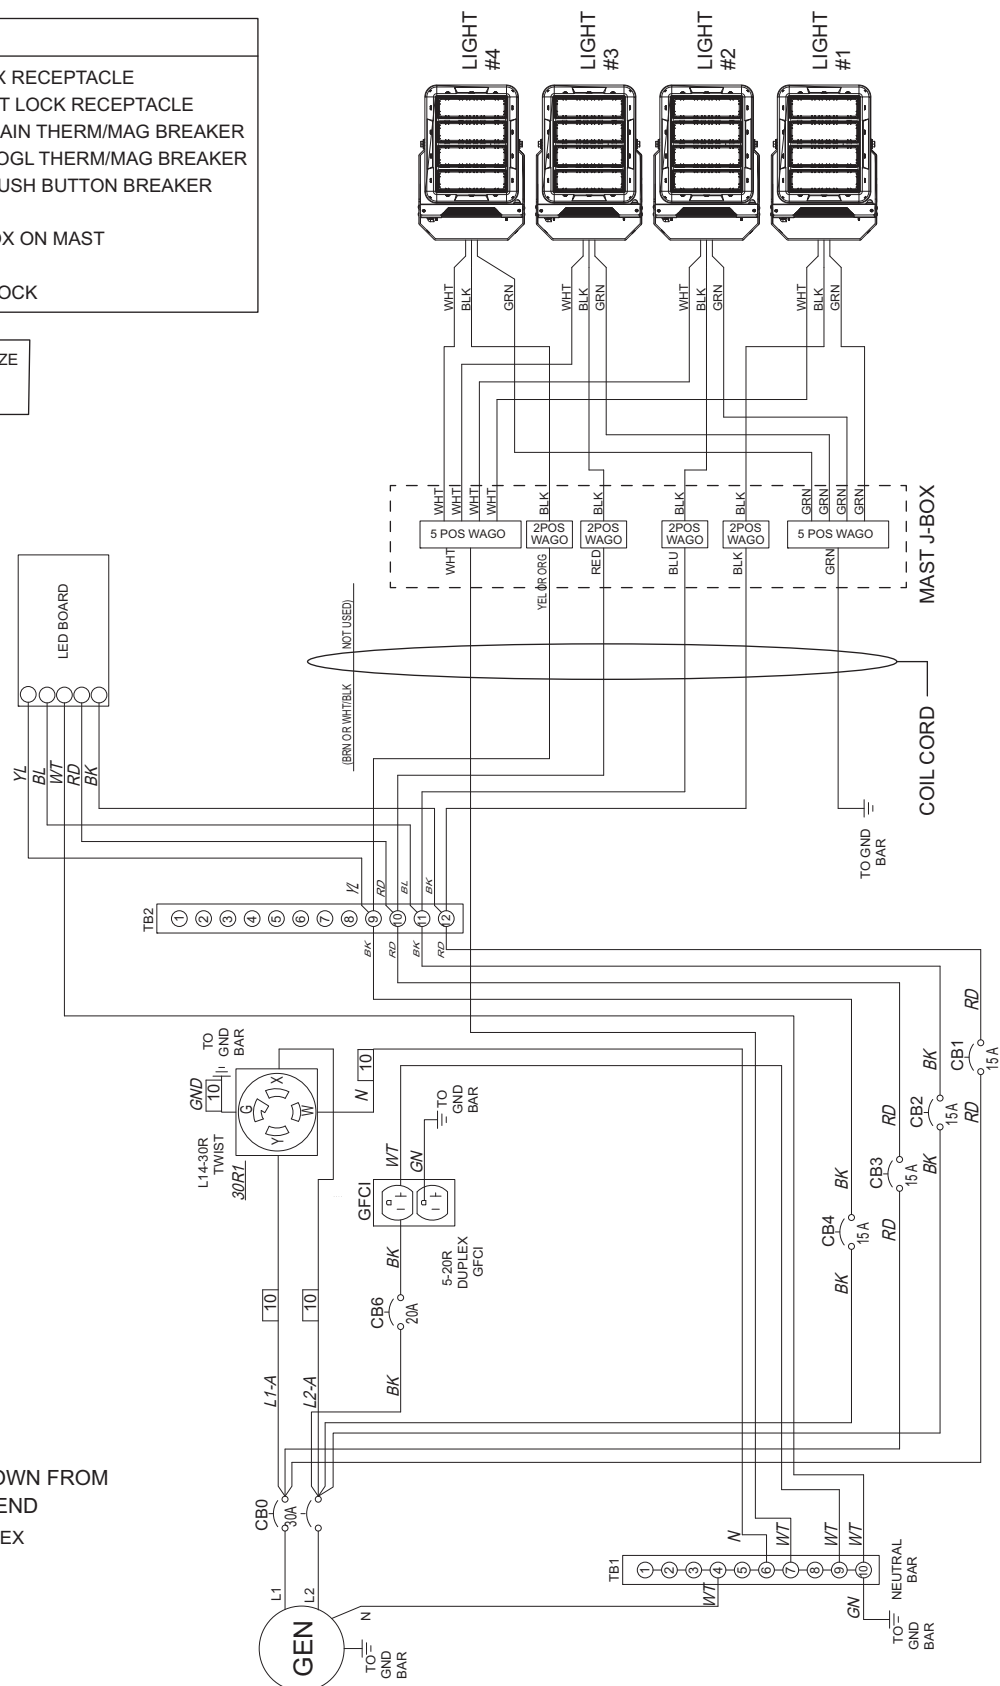 X RECEPTACLE
T LOCK RECEPTACLE
AIN THERM/MAG BREAKER
OGL THERM/MAG BREAKER
USH BUTTON BREAKER
OX ON MAST
OCK
ZE
LIGHT
#4
LIGHT
#3
LIGHT
#2
LIGHT
#1
WHT
BLK
GRN
WHT
BLK
GRN
WHT
BLK
GRN
WHT
BLK
GRN
WHT
WHT
WHT
WHT
BLK
BLK
BLK
BLK
GRN
GRN
GRN
GRN
5 POS WAGO
2POS
WAGO
2POS
WAGO
2POS
WAGO
2POS
WAGO
5 POS WAGO
WHT
YEL OR ORG
RED
BLU
BLK
GRN
MAST J-BOX
LED BOARD
(BRN OR WHT/BLK NOT USED)
COIL CORD
YL
BL
WT
RD
BK
TO GND
BAR
TB2
1
2
3
4
5
6
7
8
9
10
11
12
YL
RD
BL
BK
BK
RD
BK
RD
TO
GND
BAR
GND
10
L14-30R
TWIST
30R1
G
X
Y
W
N
10
TO
GND
BAR
WT
GN
GFCI
5-20R
DUPLEX
GFCI
BK
CB6
20A
BK
10
10
L1-A
L2-A
RD
BK
CB1
15 A
RD
CB2
15 A
BK
RD
CB3
15 A
RD
BK
CB4
15 A
BK
OWN FROM
END
EX
CB0
30A
L1
L2
GEN
N
TO
GND
BAR
TB1
1
2
3
4
5
6
7
8
9
10
N
WT
WT
WT
WT
GN
NEUTRAL
BAR
TO
GND
BAR